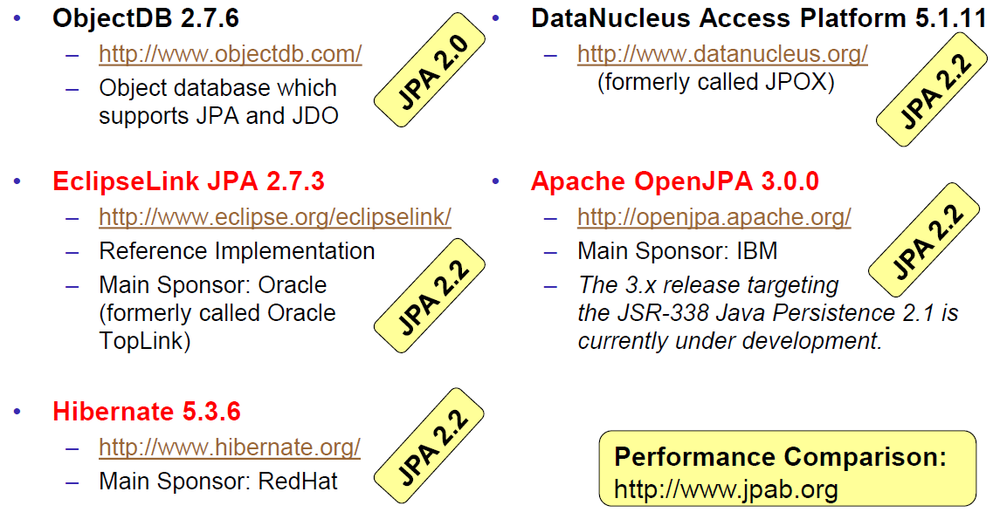 • ObjectDB 2.7.6
– http://www.objectdb.com/
– Object database which
supports JPA and JDO
JPA 2.0
• EclipseLink JPA 2.7.3
– http://www.eclipse.org/eclipselink/
– Reference Implementation
– Main Sponsor: Oracle
(formerly called Oracle
TopLink)
JPA 2.2
• Hibernate 5.3.6
– http://www.hibernate.org/
– Main Sponsor: RedHat
JPA 2.2
• DataNucleus Access Platform 5.1.11
– http://www.datanucleus.org/
(formerly called JPOX)
JPA 2.2
• Apache OpenJPA 3.0.0
– http://openjpa.apache.org/
– Main Sponsor: IBM
– The 3.x release targeting
the JSR-338 Java Persistence 2.1 is
currently under development.
JPA 2.2
Performance Comparison:
http://www.jpab.org